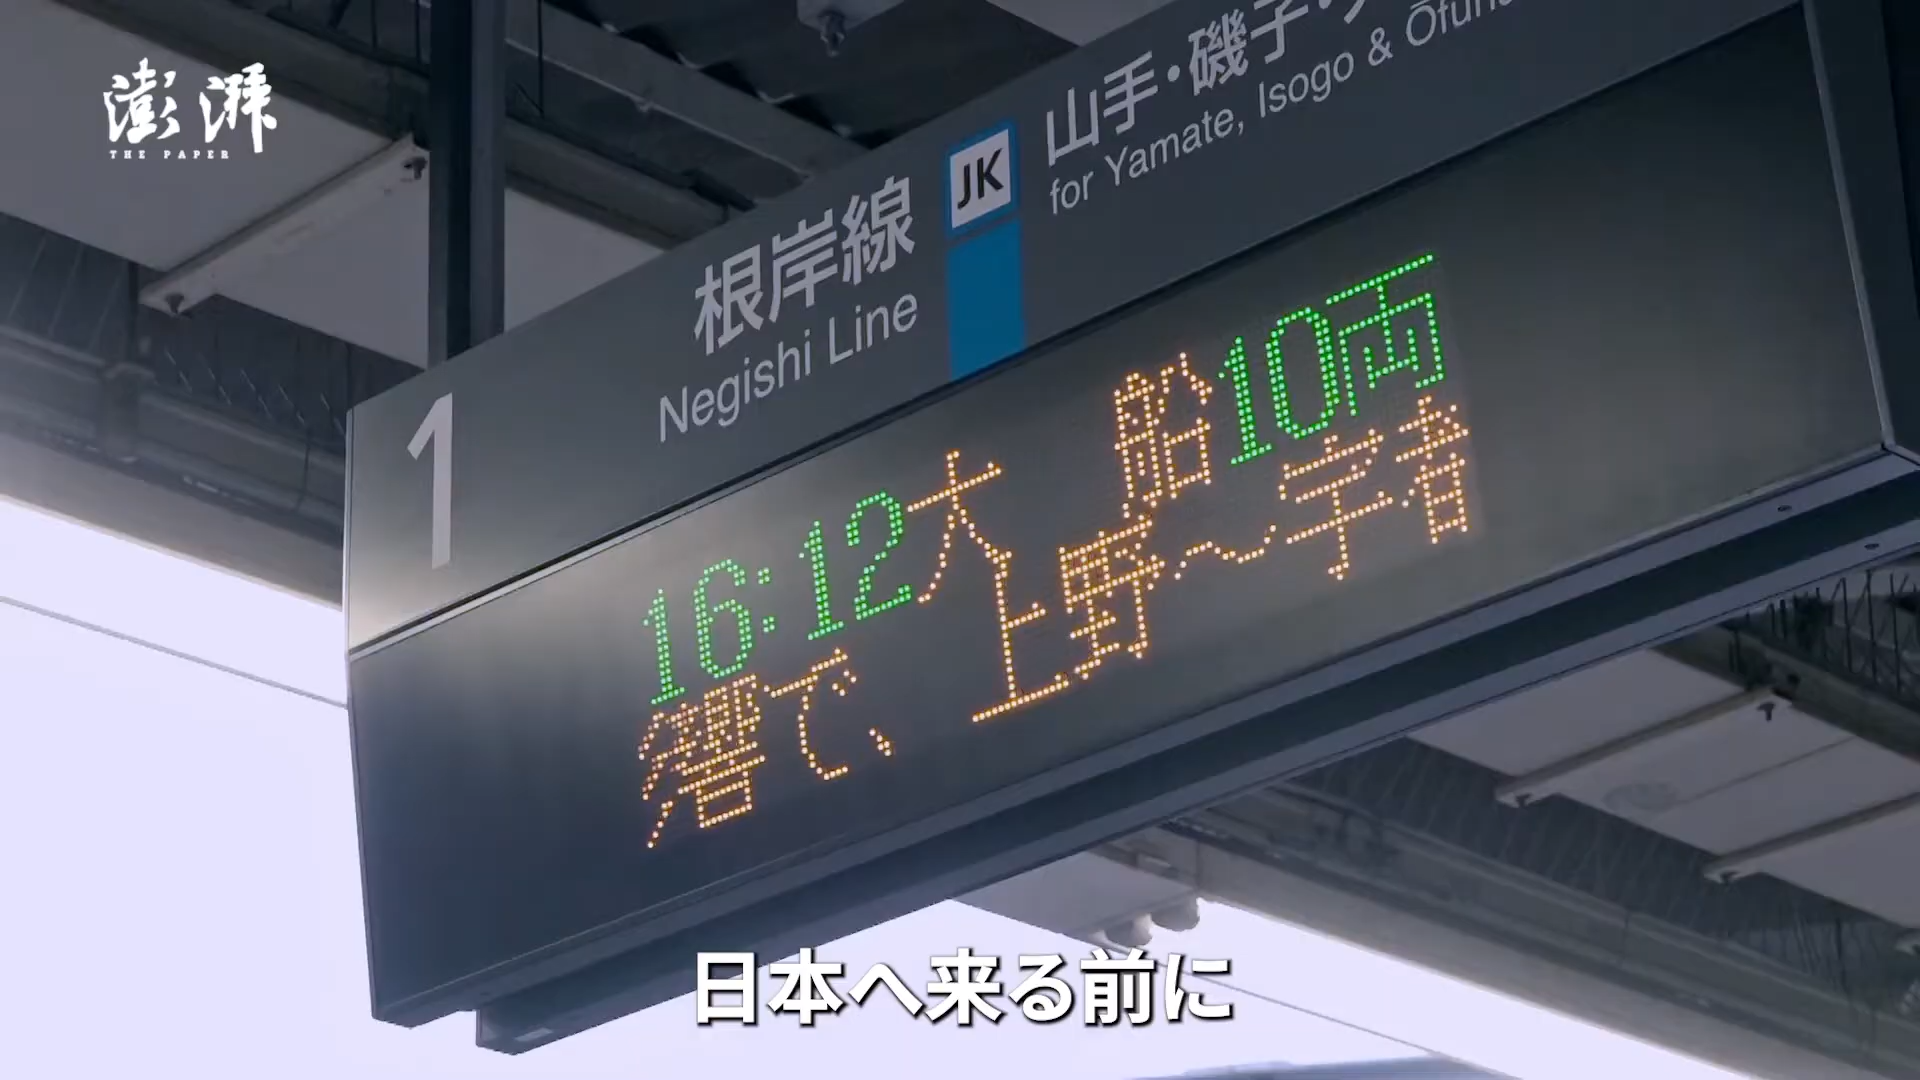 澎湃
THE PAPER
1
根岸線
Negishi Line
JK
山手・磯子・
for Yamate, Isogo & Ōfuna
16:12大 船10両
響で、 上野～宇者
日本へ来る前に